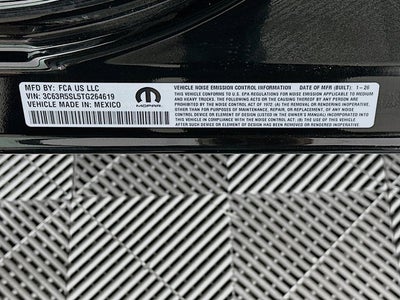 MFD BY: FCA US LLC
VIN: 3C63R5SL5TG264619
VEHICLE MADE IN: MEXICO
MOPAR
VEHICLE NOISE EMISSION CONTROL INFORMATION DATE OF MFR (BUILT): 1-26
THIS VEHICLE CONFORMS TO U.S. EPA REGULATIONS FOR NOISE EMISSION APPLICABLE TO MEDIUM
AND HEAVY TRUCKS. THE FOLLOWING ACTS OR THE CAUSING THEREOF BY ANY PERSON ARE
PROHIBITED BY THE NOISE CONTROL ACT OF 1972: (A) THE REMOVAL OR RENDERING INOPERATIVE,
OTHER THAN FOR PURPOSES OF MAINTENANCE, REPAIR, OR REPLACEMENT, OF ANY NOISE
CONTROL DEVICE OR ELEMENT OF DESIGN (LISTED IN THE OWNER'S MANUAL) INCORPORATED INTO
THIS VEHICLE IN COMPLIANCE WITH THE NOISE CONTROL ACT; (B) THE USE OF THIS VEHICLE AFTER
SUCH DEVICE OR ELEMENT OF DESIGN HAS BEEN REMOVED OR RENDERED INOPERATIVE.